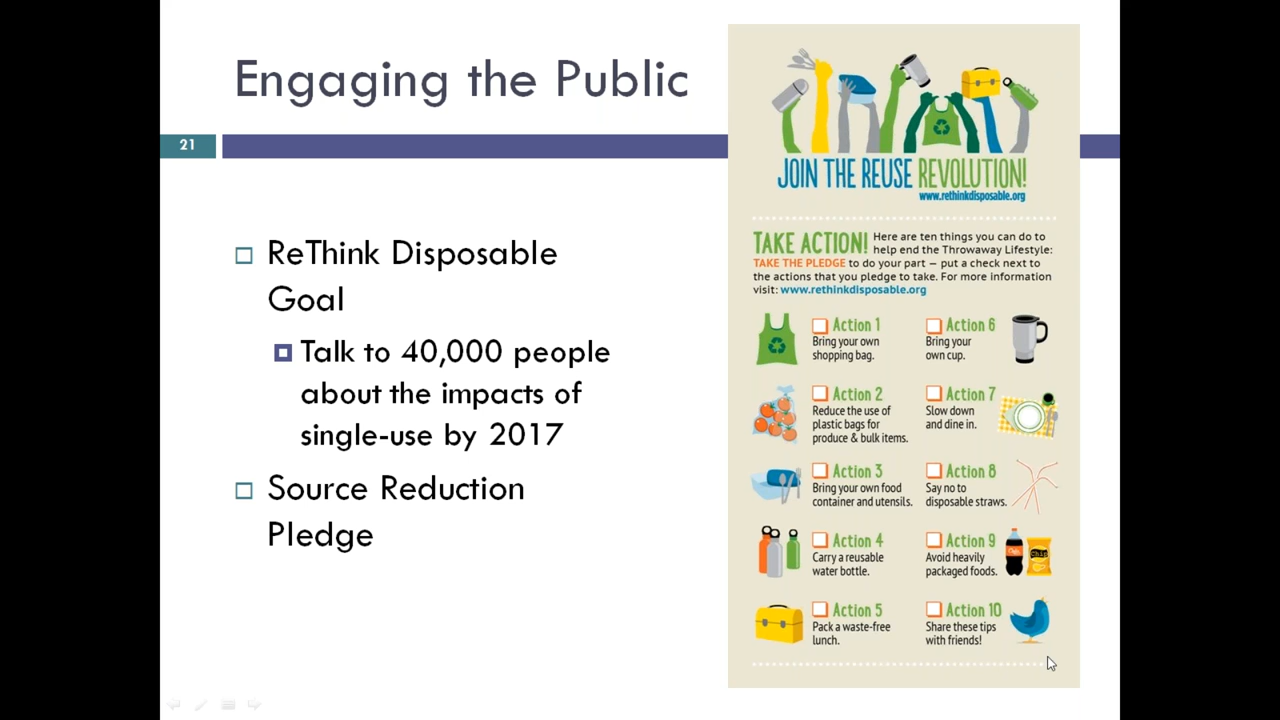 Engaging the Public
21
ReThink Disposable
Goal
Talk to 40,000 people
about the impacts of
single-use by 2017
Source Reduction
Pledge
JOIN THE REUSE REVOLUTION!
www.rethinkdisposable.org
TAKE ACTION! Here are ten things you can do to
help end the Throwaway Lifestyle:
TAKE THE PLEDGE to do your part — put a check next to
the actions that you pledge to take. For more information
visit: www.rethinkdisposable.org
Action 1
Bring your own
shopping bag.
Action 2
Reduce the use of
plastic bags for
produce & bulk items.
Action 3
Bring your own food
container and utensils.
Action 4
Carry a reusable
water bottle.
Action 5
Pack a waste-free
lunch.
Action 6
Bring your
own cup.
Action 7
Slow down
and dine in.
Action 8
Say no to
disposable straws.
Action 9
Avoid heavily
packaged foods.
Action 10
Share these tips
with friends!